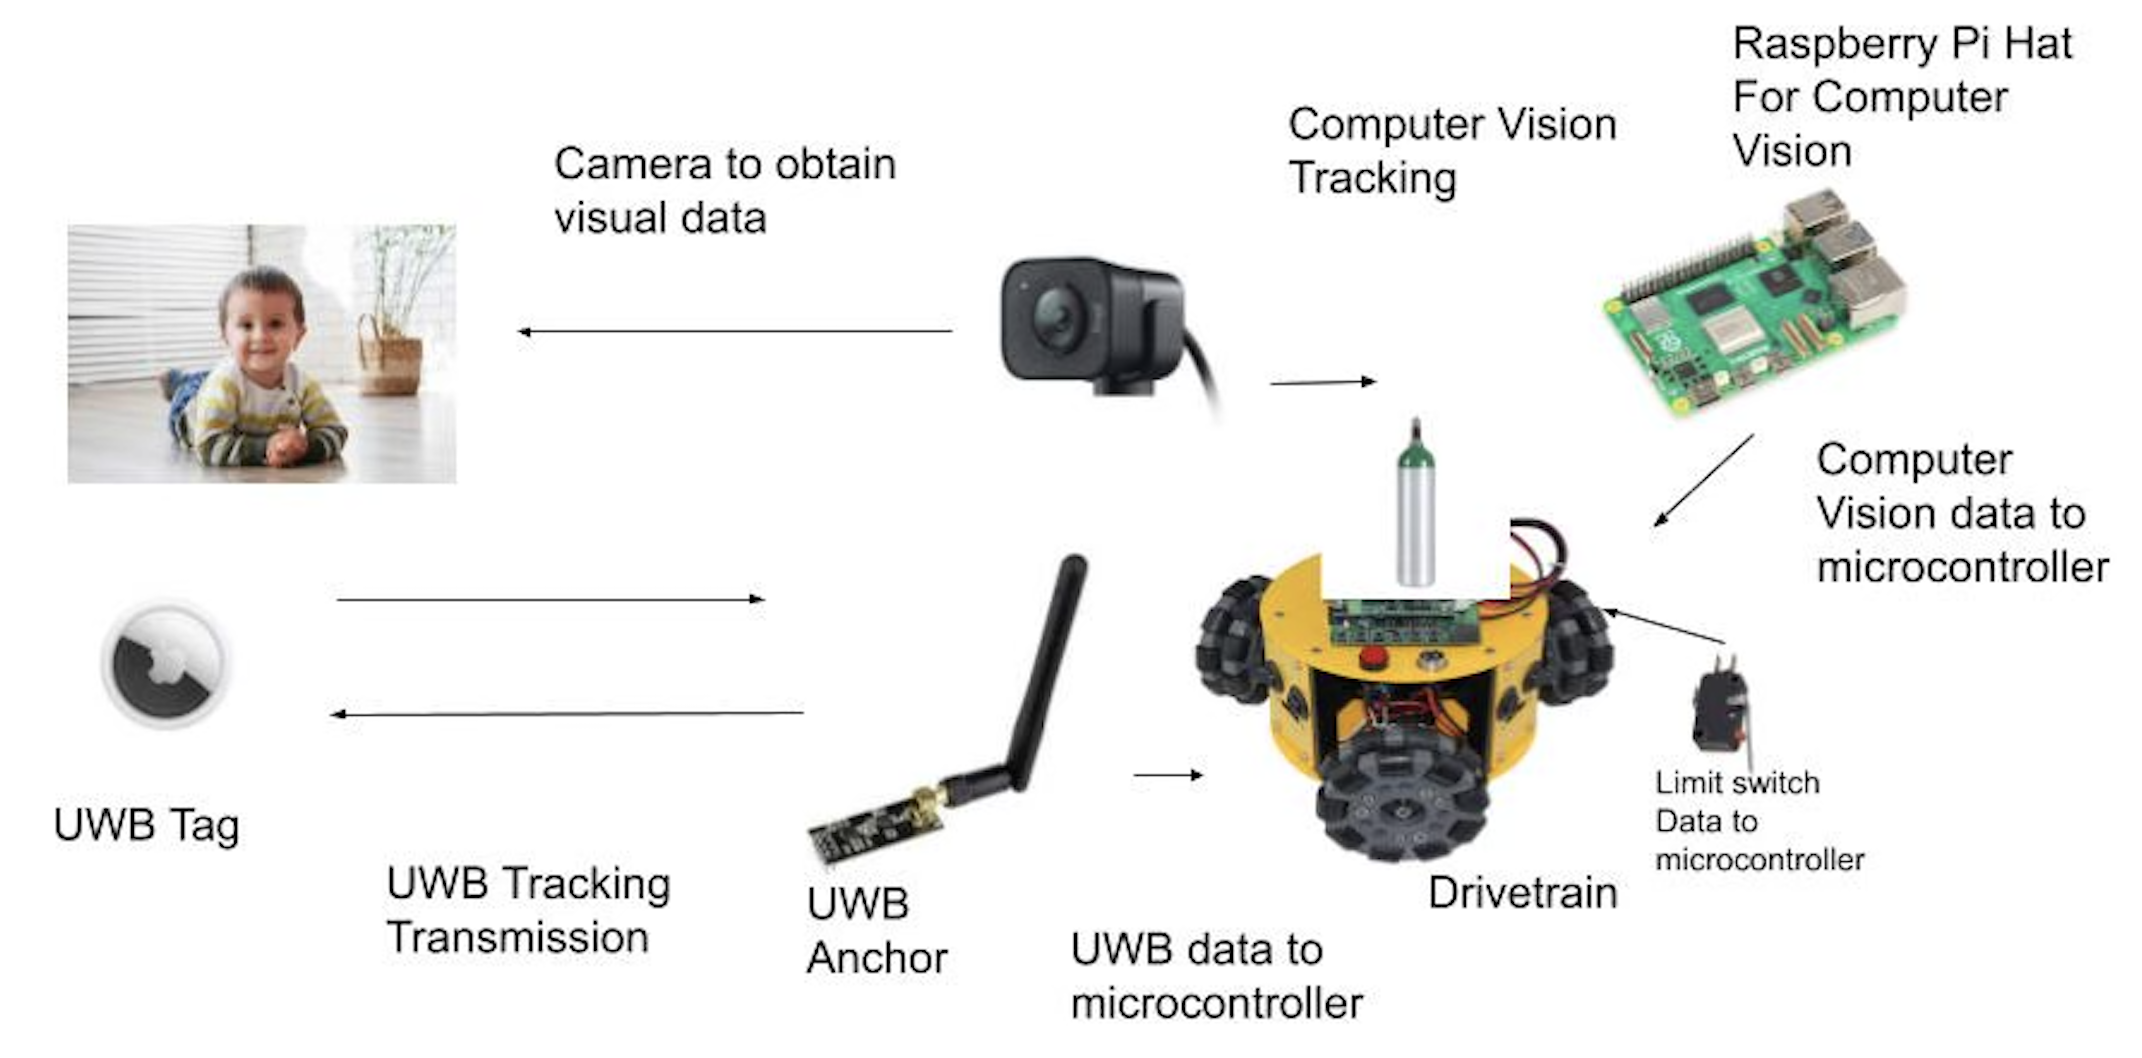 Raspberry Pi Hat
For Computer
Vision
Computer Vision
Tracking
Camera to obtain
visual data
Computer
Vision data to
microcontroller
Limit switch
Data to
microcontroller
UWB Tag
UWB Tracking
Transmission
UWB
Anchor
Drivetrain
UWB data to
microcontroller